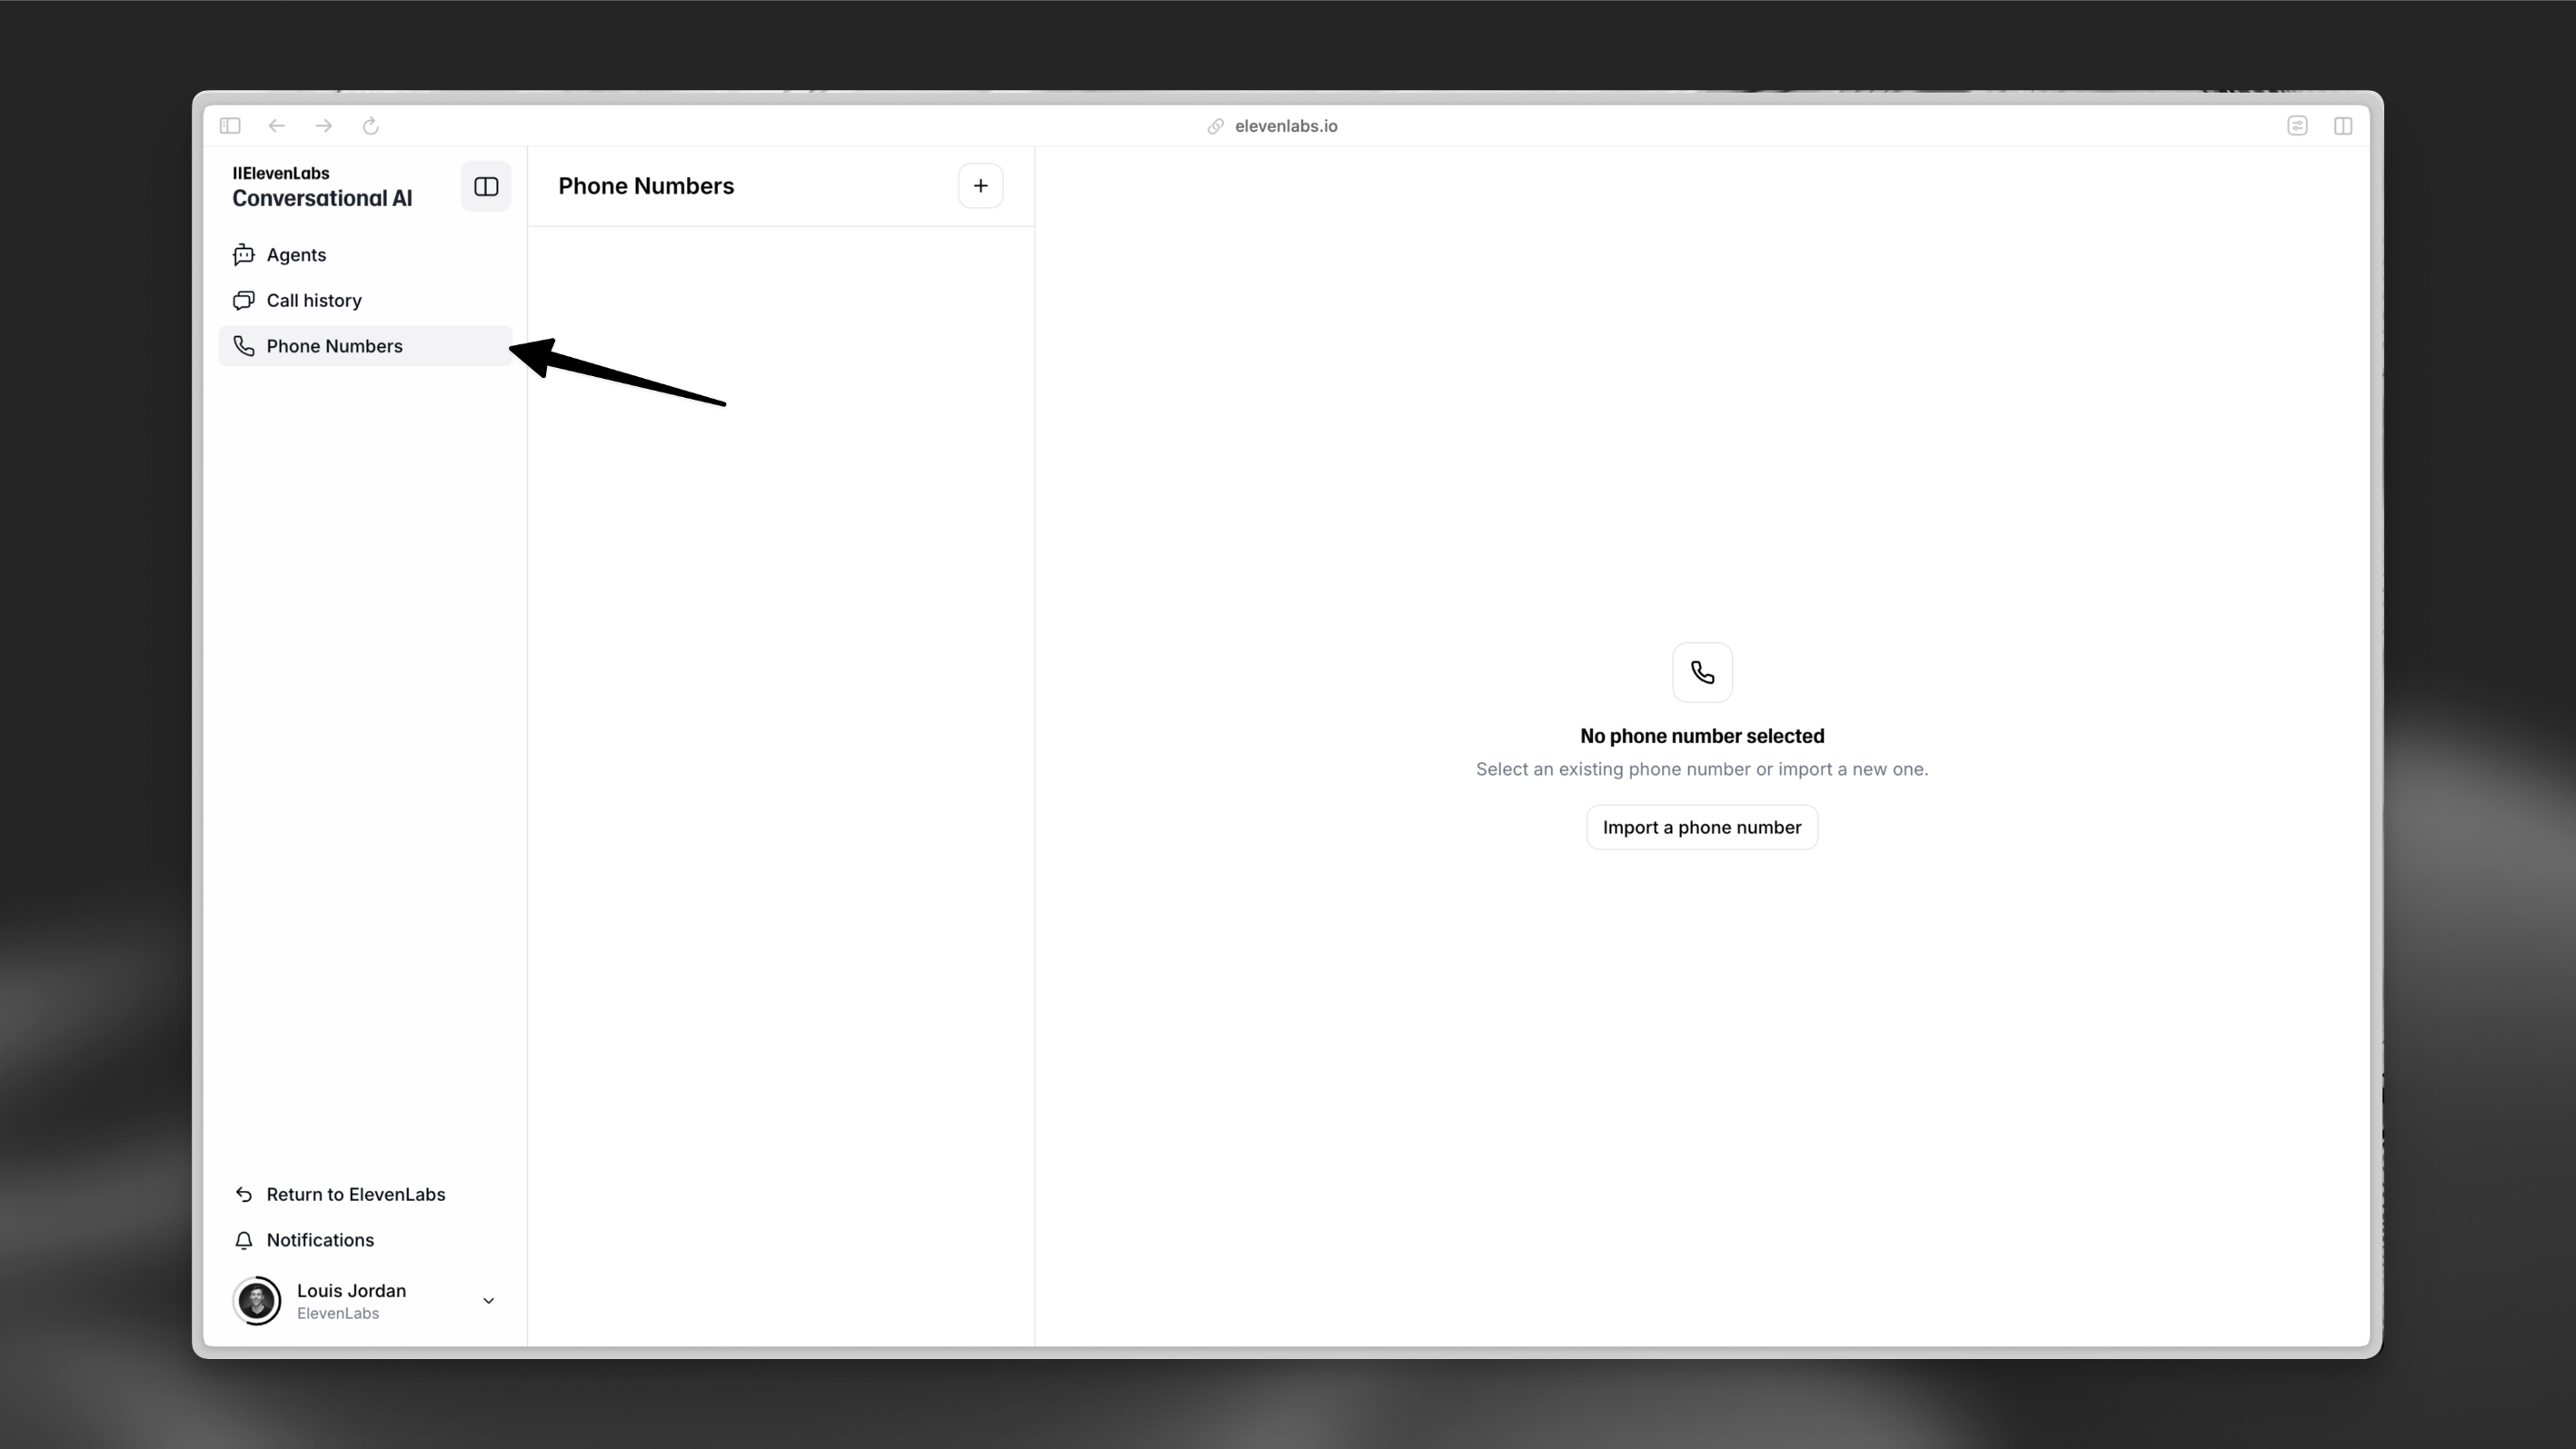 elevenlabs.io
IIElevenLabs
Conversational AI
Agents
Call history
Phone Numbers
Phone Numbers
No phone number selected
Select an existing phone number or import a new one.
Import a phone number
Return to ElevenLabs
Notifications
Louis Jordan
ElevenLabs